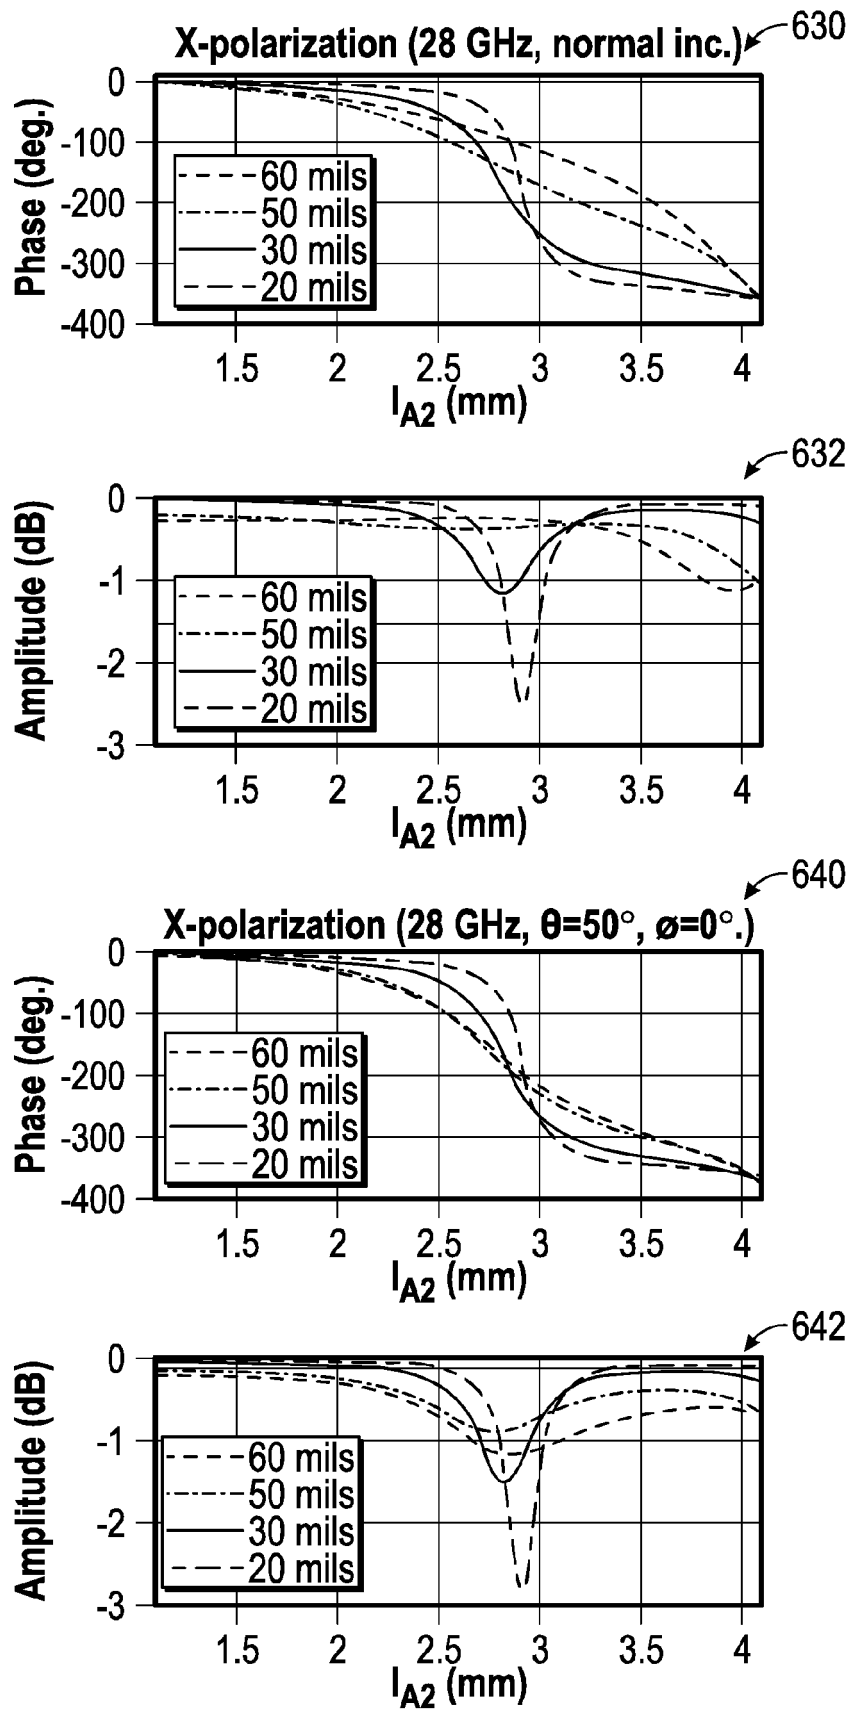 630
X-polarization (28 GHz, normal inc.)
Phase (deg.)
0
-100
-200
-300
-400
60 mils
50 mils
30 mils
20 mils
1.5 2 2.5 3 3.5 4
lA2 (mm)
632
Amplitude (dB)
0
-1
-2
-3
60 mils
50 mils
30 mils
20 mils
1.5 2 2.5 3 3.5 4
lA2 (mm)
640
X-polarization (28 GHz, θ=50°, ø=0°.)
Phase (deg.)
0
-100
-200
-300
-400
60 mils
50 mils
30 mils
20 mils
1.5 2 2.5 3 3.5 4
lA2 (mm)
642
Amplitude (dB)
0
-1
-2
-3
60 mils
50 mils
30 mils
20 mils
1.5 2 2.5 3 3.5 4
lA2 (mm)